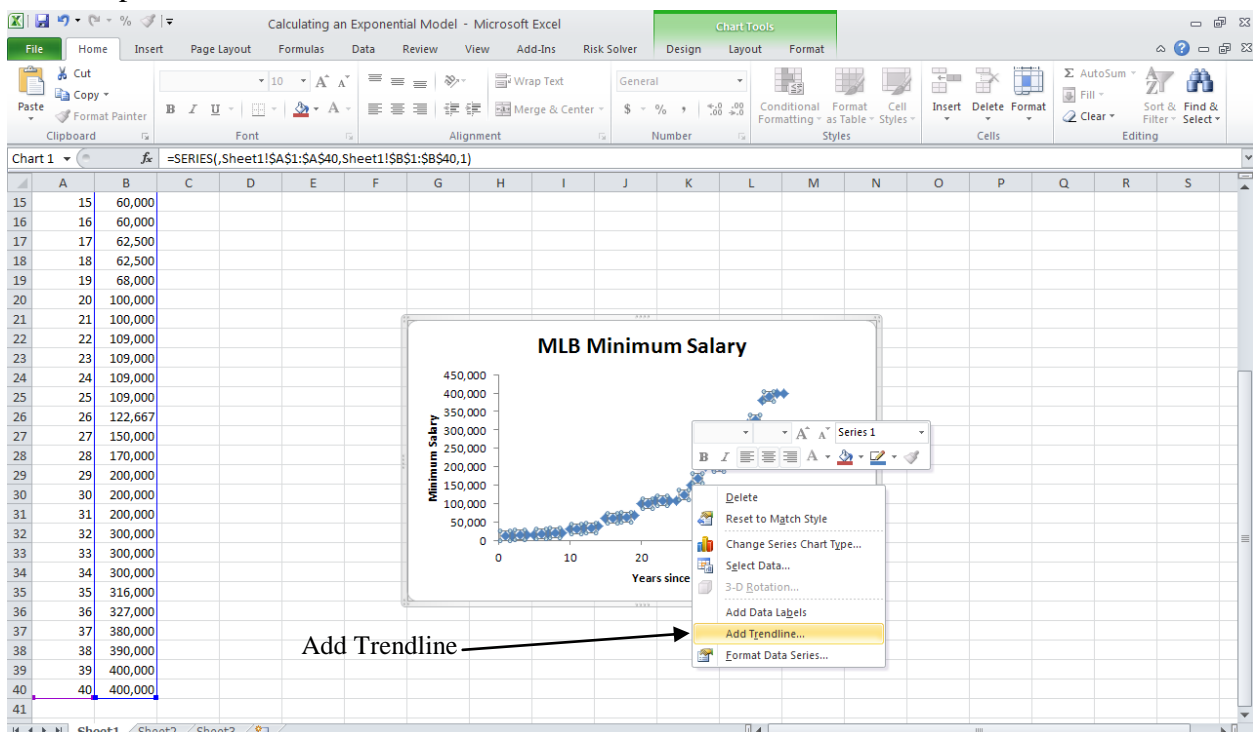 Calculating an Exponential Model - Microsoft Excel
Chart Tools
File Home Insert Page Layout Formulas Data Review View Add-Ins Risk Solver Design Layout Format
Cut
Copy
Format Painter
Paste
Clipboard
10 A A
B I U A
Font
Wrap Text
Merge & Center
Alignment
General
$ % , .0 .00 .00 .0
Number
Conditional Formatting
Format as Table
Cell Styles
Styles
Insert Delete Format
Cells
Σ AutoSum
Fill
Clear
Sort & Filter
Find & Select
Editing
Chart 1 fx =SERIES(,Sheet1!$A$1:$A$40,Sheet1!$B$1:$B$40,1)
A B C D E F G H I J K L M N O P Q R S
15 15 60,000
16 16 60,000
17 17 62,500
18 18 62,500
19 19 68,000
20 20 100,000
21 21 100,000
22 22 109,000
23 23 109,000
24 24 109,000
25 25 109,000
26 26 122,667
27 27 150,000
28 28 170,000
29 29 200,000
30 30 200,000
31 31 200,000
32 32 300,000
33 33 300,000
34 34 300,000
35 35 316,000
36 36 327,000
37 37 380,000
38 38 390,000
39 39 400,000
40 40 400,000
41
MLB Minimum Salary
Minimum Salary
450,000
400,000
350,000
300,000
250,000
200,000
150,000
100,000
50,000
0
0 10 20
Years since
A A Series 1
B I A
Delete
Reset to Match Style
Change Series Chart Type...
Select Data...
3-D Rotation...
Add Data Labels
Add Trendline...
Format Data Series...
Add Trendline
Sheet1 Sheet2 Sheet3